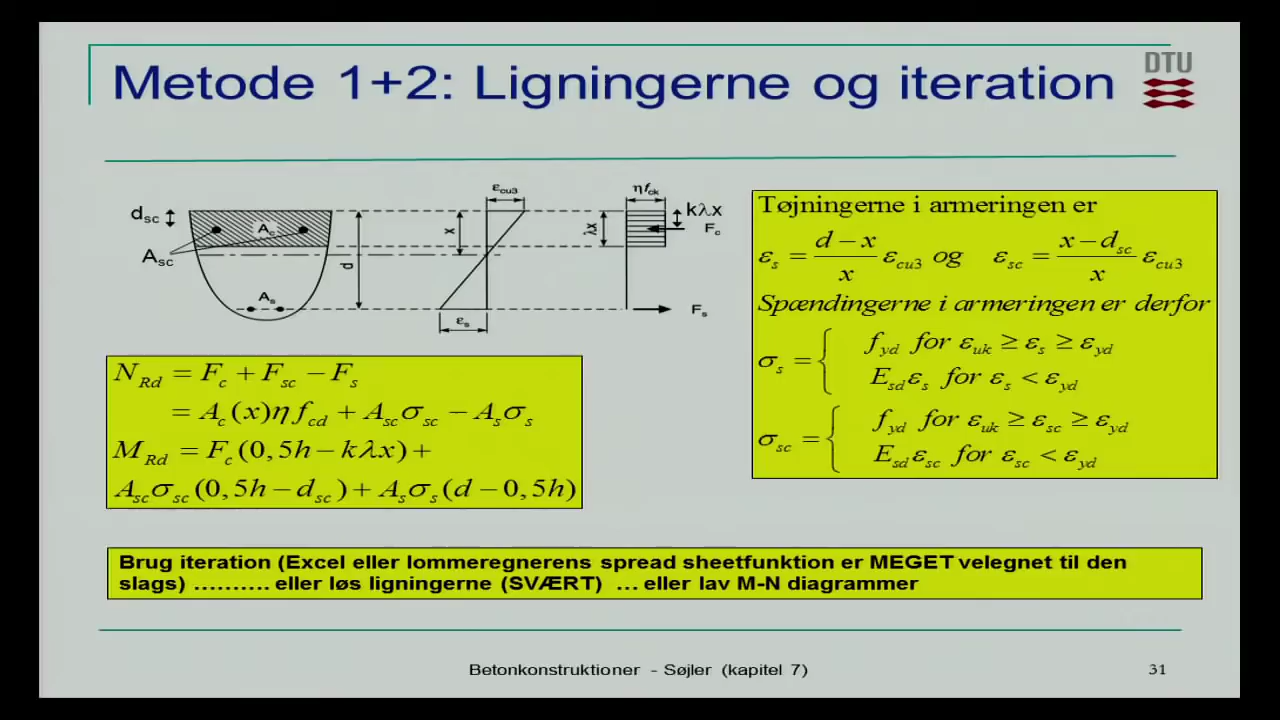 Metode 1+2: Ligningerne og iteration
DTU
d_sc
A_sc
A_c
A_s
d
x
ε_cu3
ε_s
λx
ηf_ck
kλx
F_c
F_s
Tøjningerne i armeringen er
ε_s = (d − x)/x ε_cu3 og ε_sc = (x − d_sc)/x ε_cu3
Spændingerne i armeringen er derfor
σ_s = { f_yd for ε_uk ≥ ε_s ≥ ε_yd
E_sd ε_s for ε_s < ε_yd
σ_sc = { f_yd for ε_uk ≥ ε_sc ≥ ε_yd
E_sd ε_sc for ε_sc < ε_yd
N_Rd = F_c + F_sc − F_s
= A_c(x)η f_cd + A_sc σ_sc − A_s σ_s
M_Rd = F_c(0,5h − kλx) +
A_sc σ_sc(0,5h − d_sc) + A_s σ_s(d − 0,5h)
Brug iteration (Excel eller lommeregnerens spread sheetfunktion er MEGET velegnet til den
slags) ………. eller løs ligningerne (SVÆRT) … eller lav M-N diagrammer
Betonkonstruktioner - Søjler (kapitel 7)
31